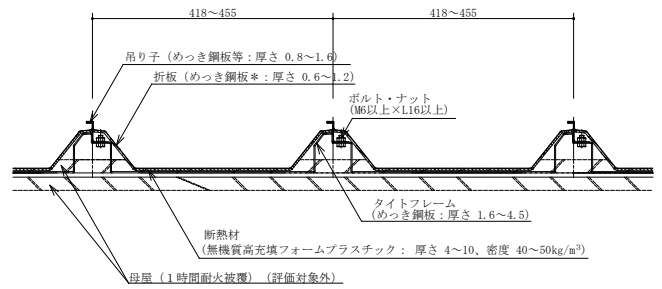 418～455
418～455
吊り子（めっき鋼板等：厚さ 0.8～1.6）
折板（めっき鋼板＊：厚さ 0.6～1.2）
ボルト・ナット
（M6以上×L16以上）
タイトフレーム
（めっき鋼板：厚さ 1.6～4.5）
断熱材
（無機質高充填フォームプラスチック： 厚さ 4～10、密度 40～50kg/m³）
母屋（１時間耐火被覆）（評価対象外）